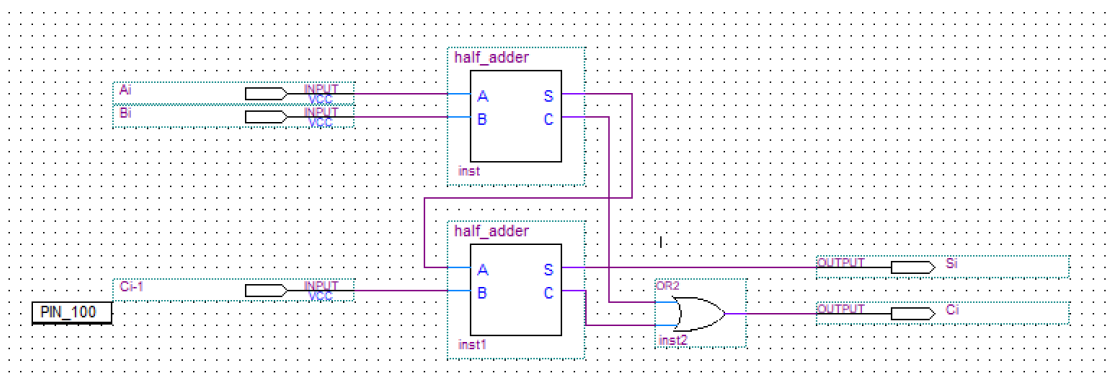 half_adder
Ai INPUT
VCC
A S
Bi INPUT
VCC
B C
inst
half_adder
A S
OUTPUT Si
Ci-1 INPUT
VCC
B C
OR2
PIN_100
OUTPUT Ci
inst1
inst2